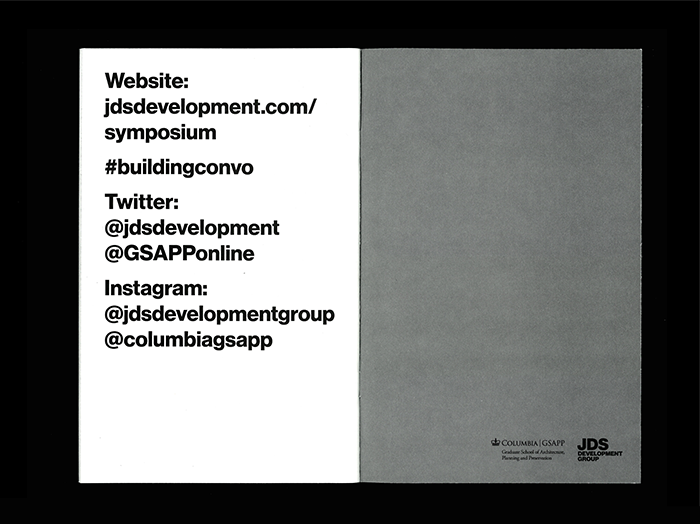 Website:
jdsdevelopment.com/
symposium
#buildingconvo
Twitter:
@jdsdevelopment
@GSAPPonline
Instagram:
@jdsdevelopmentgroup
@columbiagsapp
COLUMBIA | GSAPP
Graduate School of Architecture,
Planning and Preservation
JDS
DEVELOPMENT
GROUP